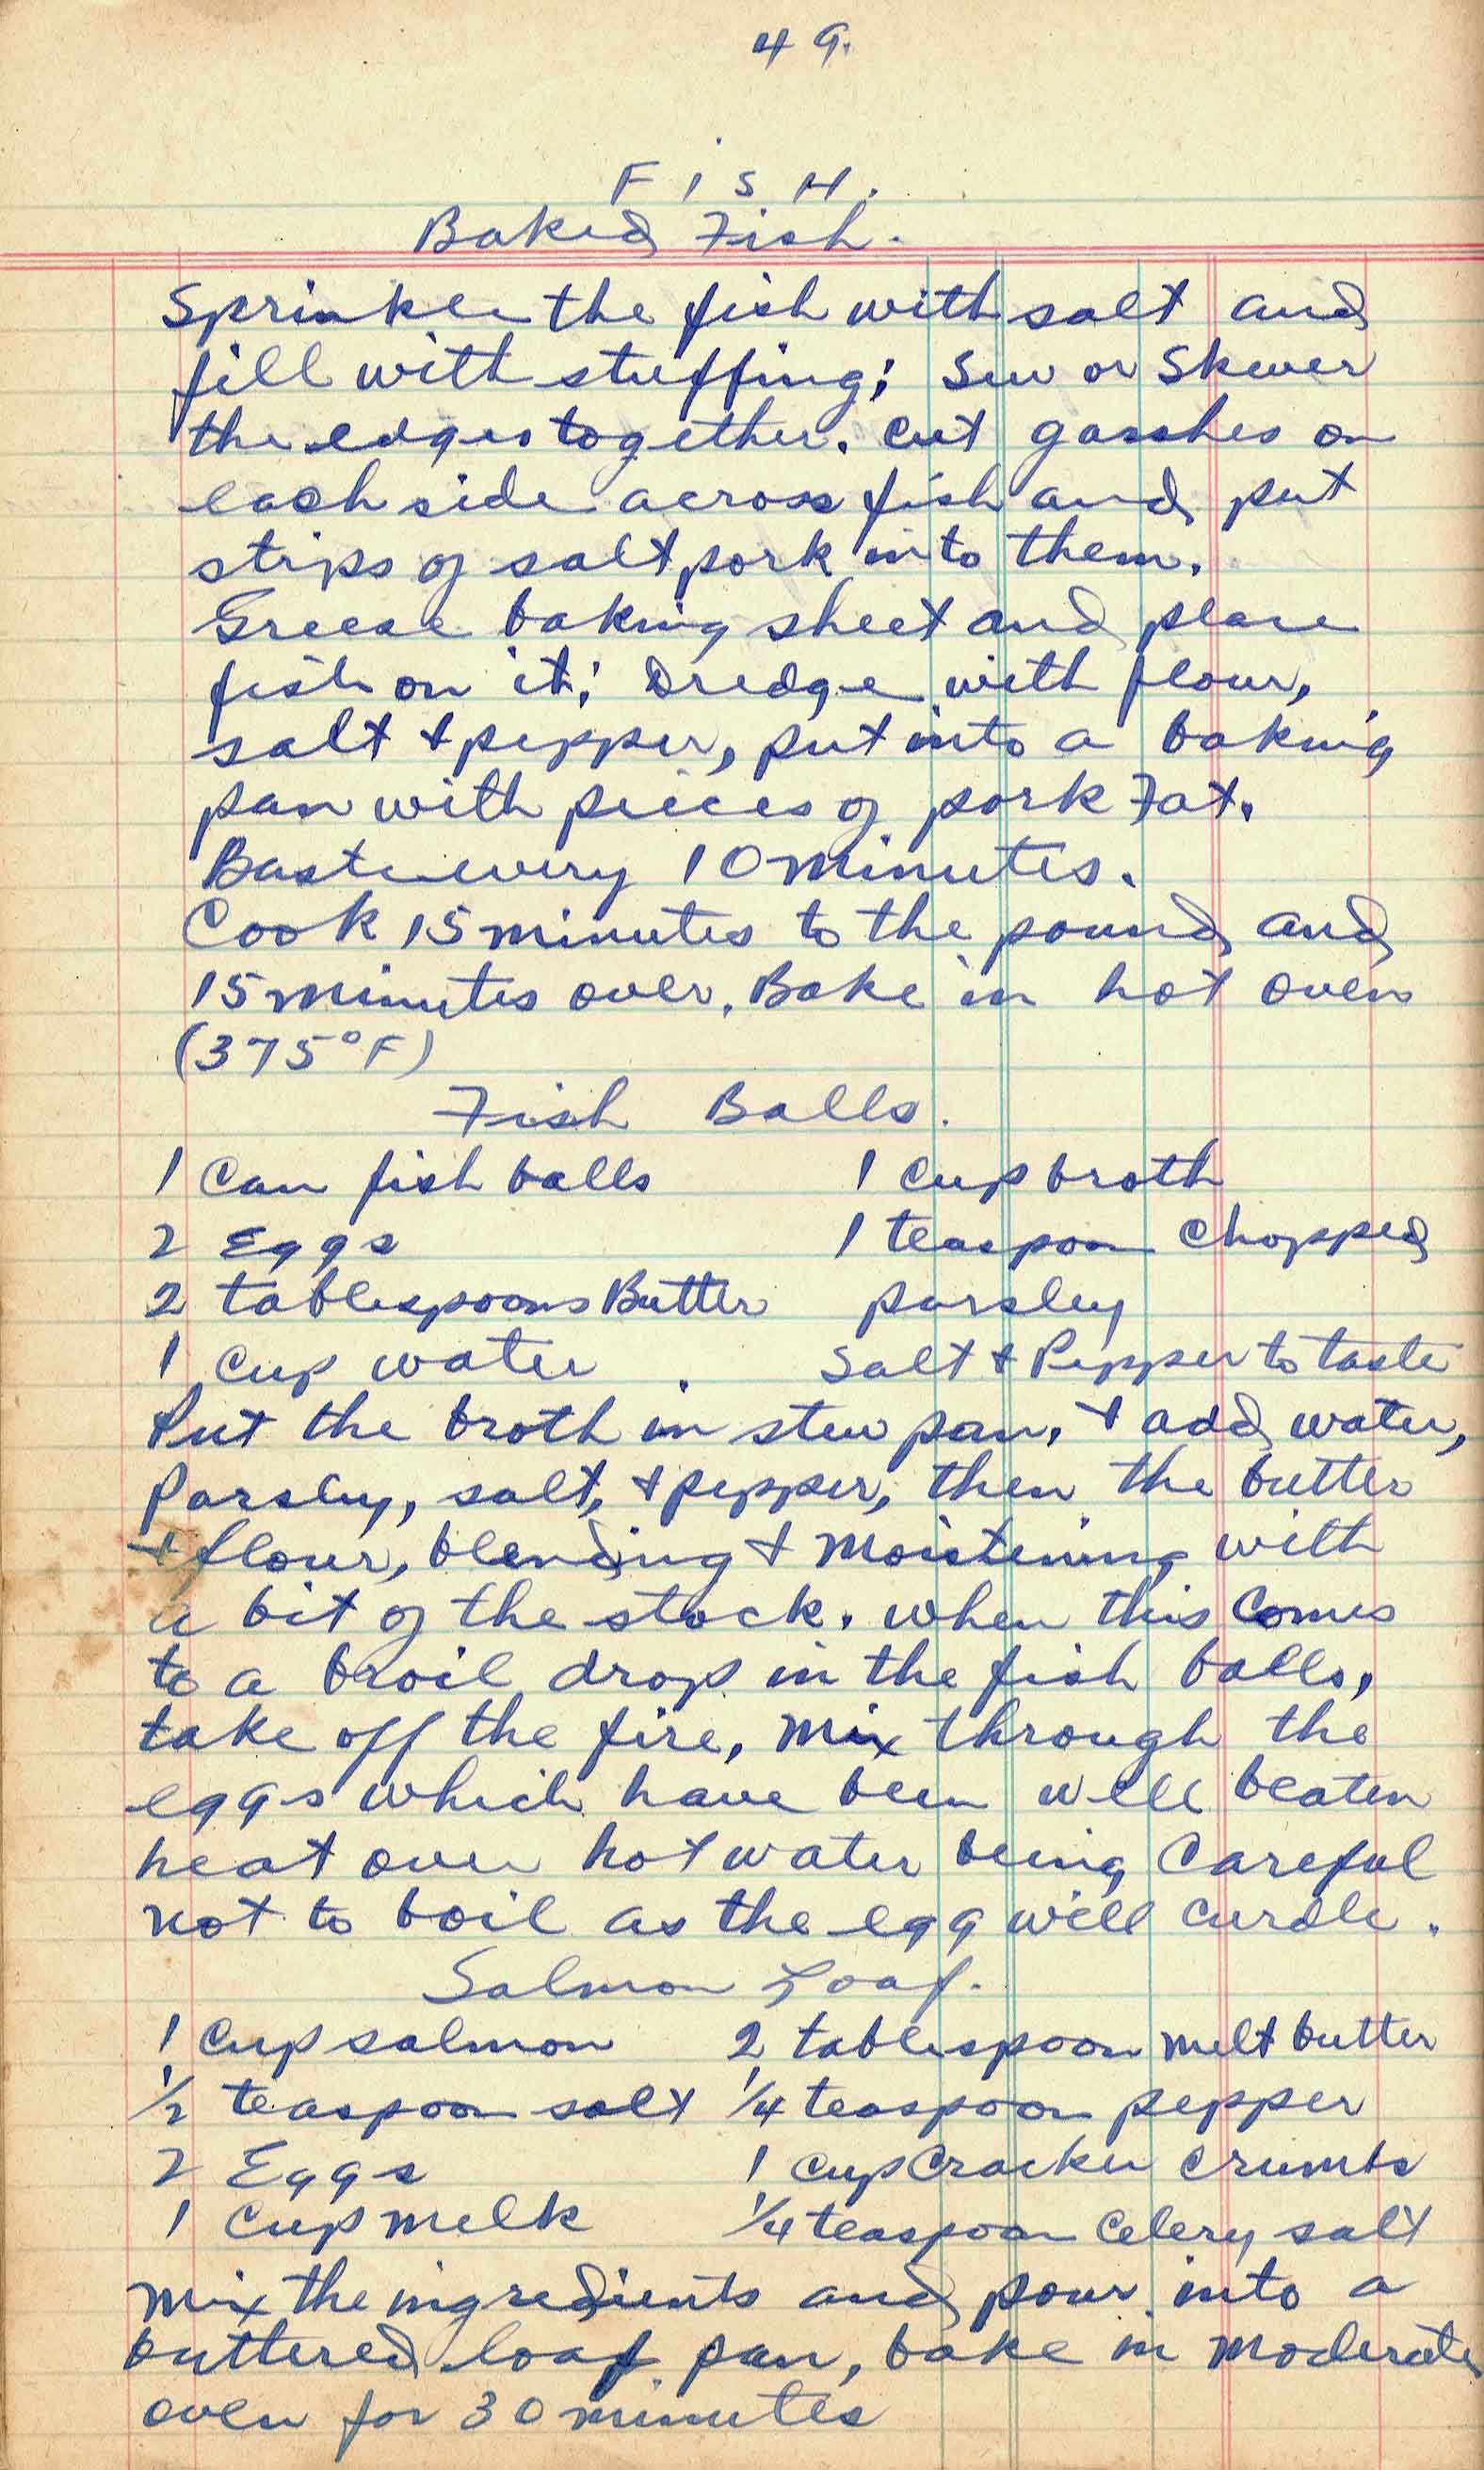 49.
FISH.
Baked Fish.
Sprinkle the fish with salt and
fill with stuffing; Sew or Skewer
the edges together. Cut gasshes on
each side across fish and put
strips of salt pork into them.
Grease baking sheet and place
fish on it; Dredge with flour,
salt + pepper, put into a baking
pan with pieces of pork Fat.
Baste every 10 minutes.
Cook 15 minutes to the pound and
15 minutes over. Bake in hot oven
(375°F)
Fish Balls.
1 Can fish balls 1 Cup broth
2 Eggs 1 teaspoon Chopped
2 tablespoons Butter parsley
1 Cup water . Salt + Pepper to taste
Put the broth in stew pan, + add water,
Parsley, salt, + pepper, then the butter
+ flour, blending + moistening with
a bit of the stock. when this Comes
to a broil drop in the fish balls,
take off the fire, mix through the
eggs which have been well beaten
heat over hot water being Careful
not to boil as the egg will curdle.
Salmon Loaf.
1 Cup salmon 2 tablespoon melt butter
1/2 teaspoon salt 1/4 teaspoon pepper
2 Eggs 1 Cup Cracker Crumbs
1 Cup milk 1/4 teaspoon Celery salt
Mix the ingredients and pour into a
buttered loaf pan, bake in moderate
oven for 30 minutes